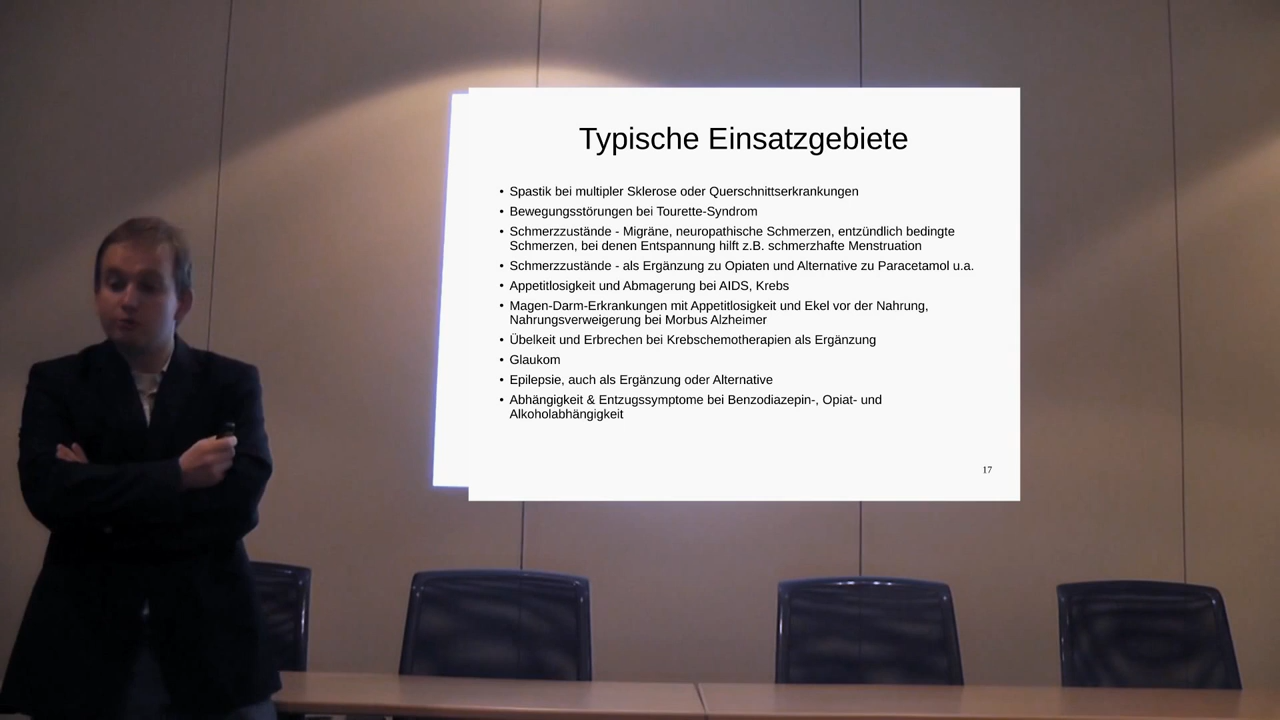 Typische Einsatzgebiete
• Spastik bei multipler Sklerose oder Querschnittserkrankungen
• Bewegungsstörungen bei Tourette-Syndrom
• Schmerzzustände - Migräne, neuropathische Schmerzen, entzündlich bedingte
Schmerzen, bei denen Entspannung hilft z.B. schmerzhafte Menstruation
• Schmerzzustände - als Ergänzung zu Opiaten und Alternative zu Paracetamol u.a.
• Appetitlosigkeit und Abmagerung bei AIDS, Krebs
• Magen-Darm-Erkrankungen mit Appetitlosigkeit und Ekel vor der Nahrung,
Nahrungsverweigerung bei Morbus Alzheimer
• Übelkeit und Erbrechen bei Krebschemotherapien als Ergänzung
• Glaukom
• Epilepsie, auch als Ergänzung oder Alternative
• Abhängigkeit & Entzugssymptome bei Benzodiazepin-, Opiat- und
Alkoholabhängigkeit
17